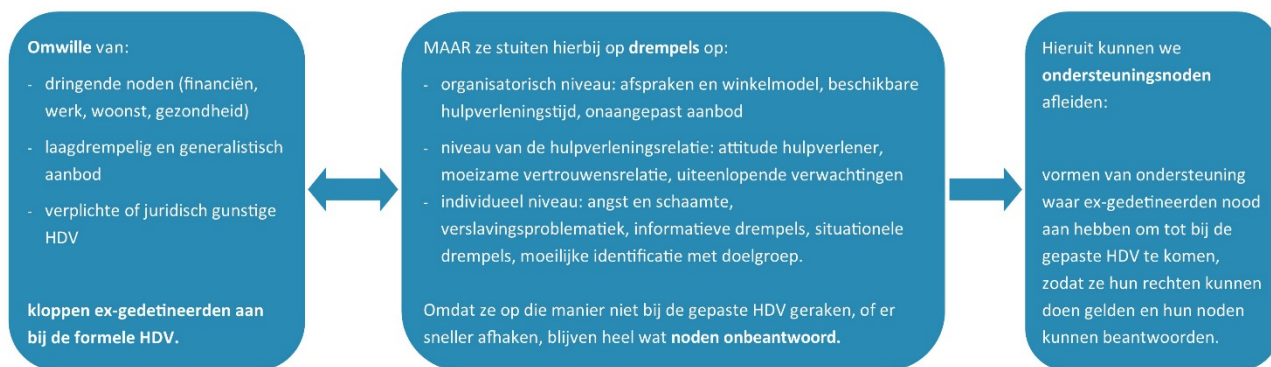 Omwille van:
- dringende noden (financiën,
werk, woonst, gezondheid)
- laagdrempelig en generalistisch
aanbod
- verplichte of juridisch gunstige
HDV
kloppen ex-gedetineerden aan
bij de formele HDV.
MAAR ze stuiten hierbij op drempels op:
- organisatorisch niveau: afspraken en winkelmodel, beschikbare
hulpverleningstijd, onaangepast aanbod
- niveau van de hulpverleningsrelatie: attitude hulpverlener,
moeizame vertrouwensrelatie, uiteenlopende verwachtingen
- individueel niveau: angst en schaamte,
verslavingsproblematiek, informatieve drempels, situationele
drempels, moeilijke identificatie met doelgroep.
Omdat ze op die manier niet bij de gepaste HDV geraken, of er
sneller afhaken, blijven heel wat noden onbeantwoord.
Hieruit kunnen we
ondersteuningsnoden
afleiden:
vormen van ondersteuning
waar ex-gedetineerden nood
aan hebben om tot bij de
gepaste HDV te komen,
zodat ze hun rechten kunnen
doen gelden en hun noden
kunnen beantwoorden.